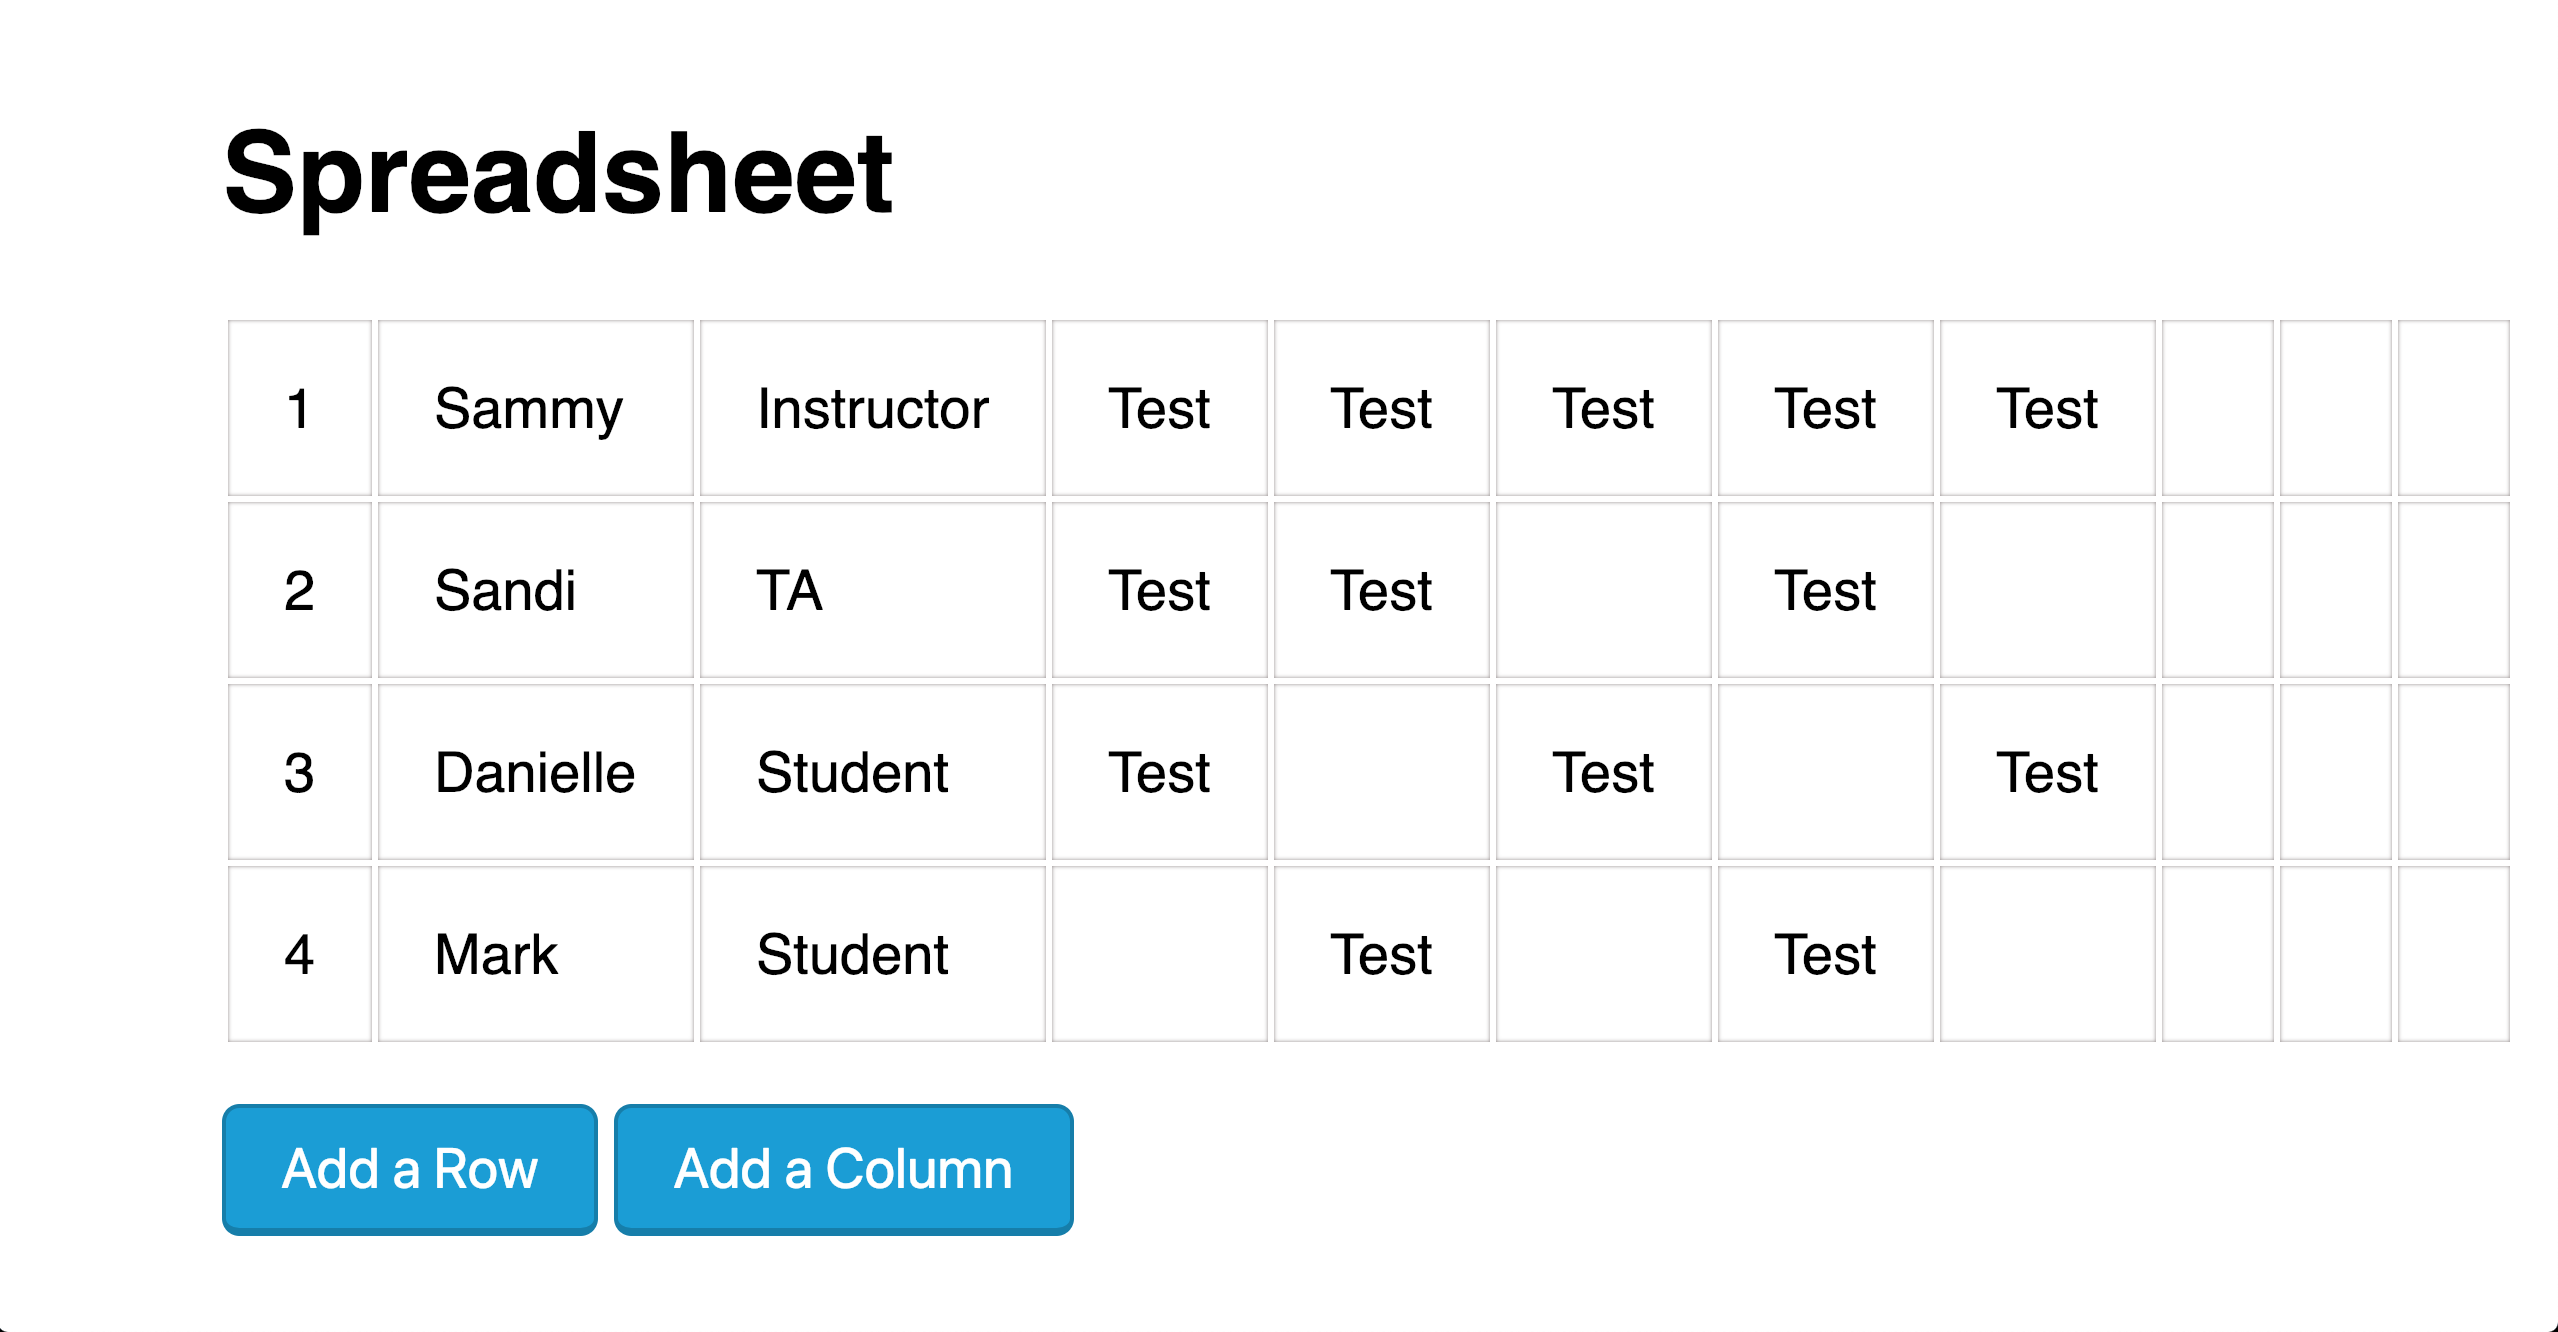 Spreadsheet
1 Sammy Instructor Test Test Test Test Test
2 Sandi TA Test Test Test
3 Danielle Student Test Test Test
4 Mark Student Test Test
Add a Row Add a Column